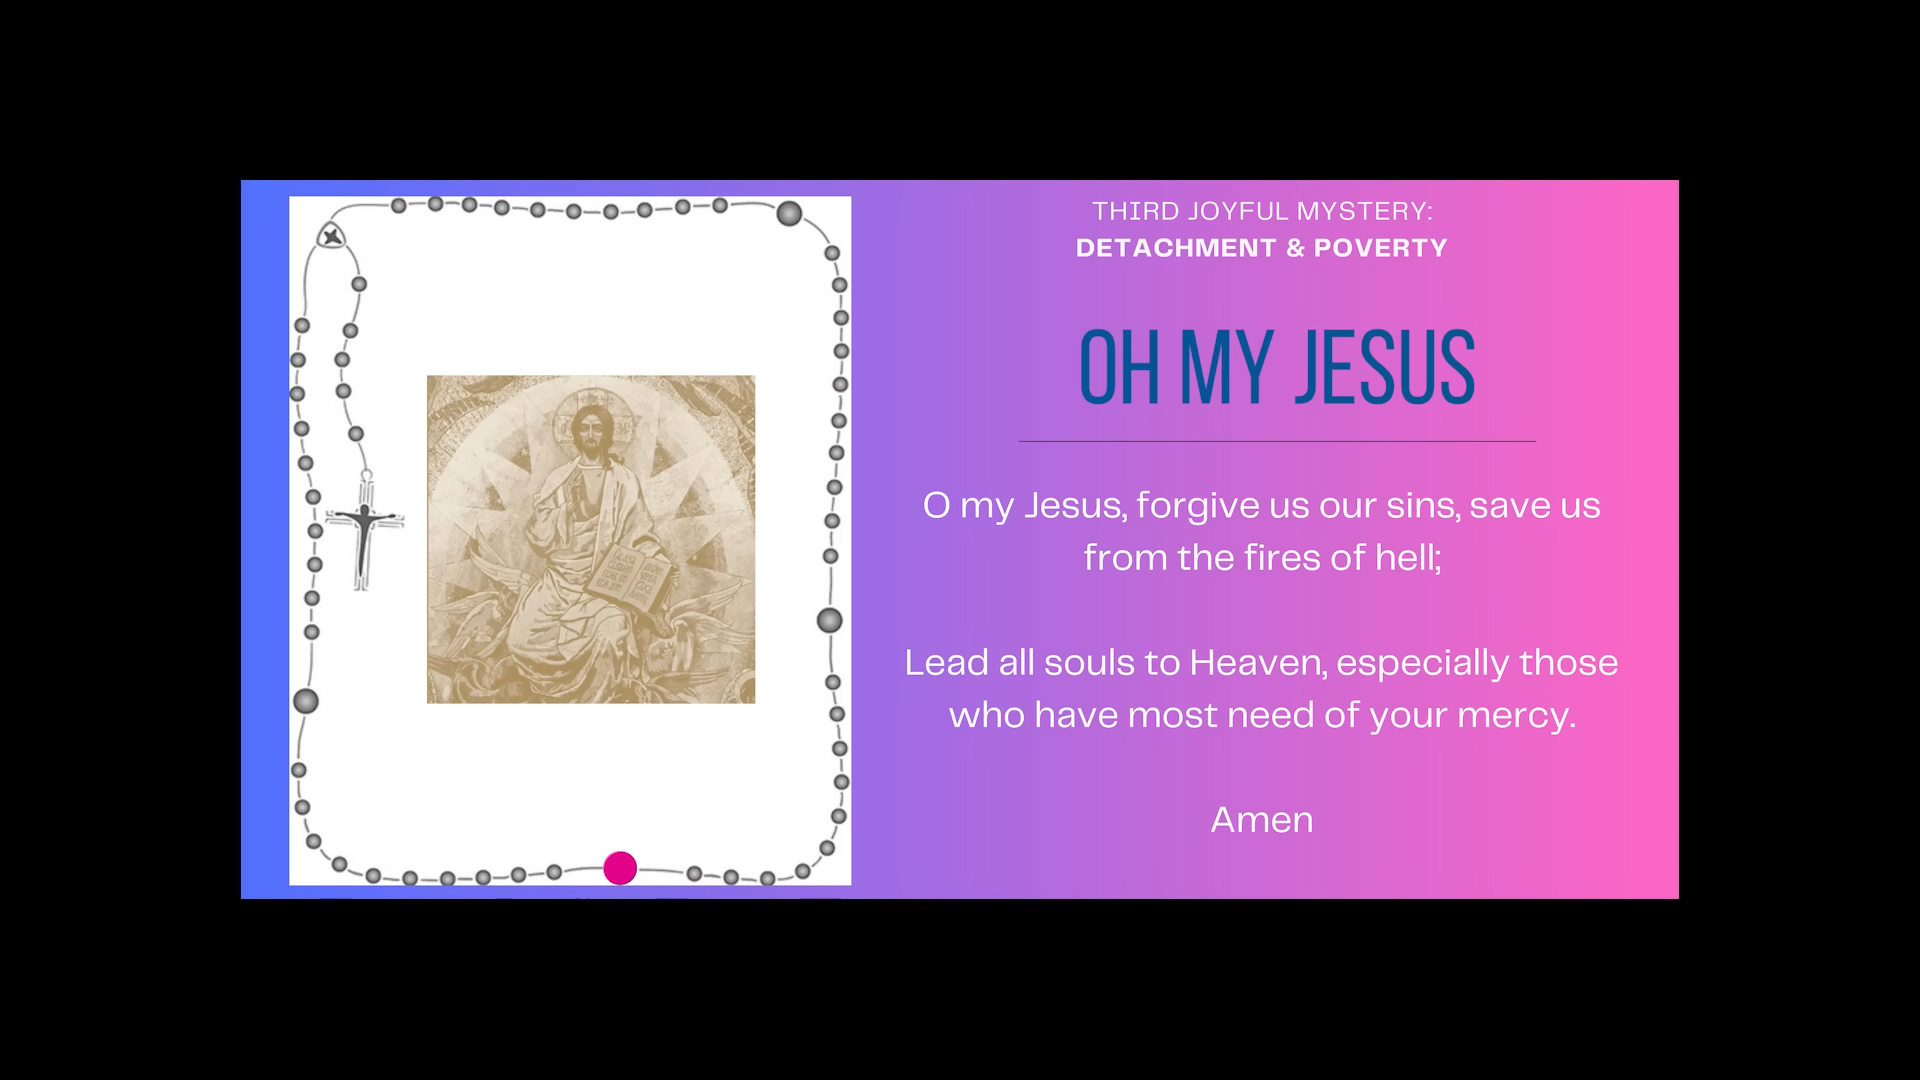 THIRD JOYFUL MYSTERY:
DETACHMENT & POVERTY
OH MY JESUS
O my Jesus, forgive us our sins, save us
from the fires of hell;
Lead all souls to Heaven, especially those
who have most need of your mercy.
Amen